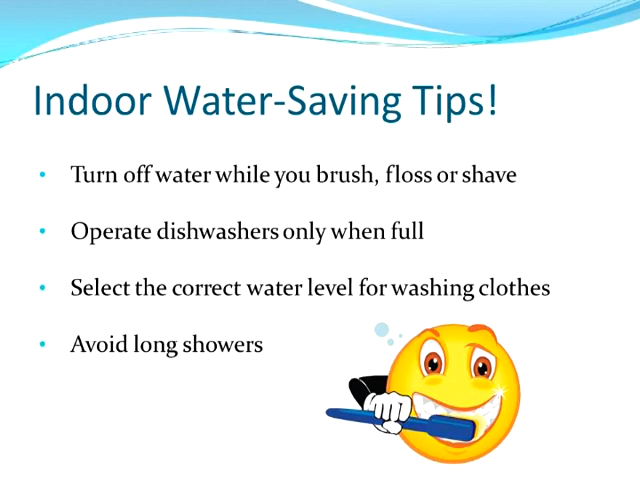 Indoor Water-Saving Tips!
• Turn off water while you brush, floss or shave
• Operate dishwashers only when full
• Select the correct water level for washing clothes
• Avoid long showers